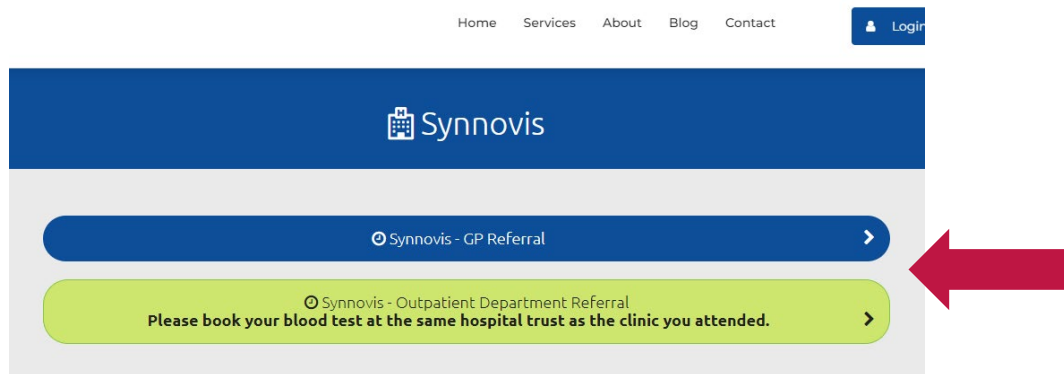 Home Services About Blog Contact Login
Synnovis
Synnovis - GP Referral
Synnovis - Outpatient Department Referral
Please book your blood test at the same hospital trust as the clinic you attended.